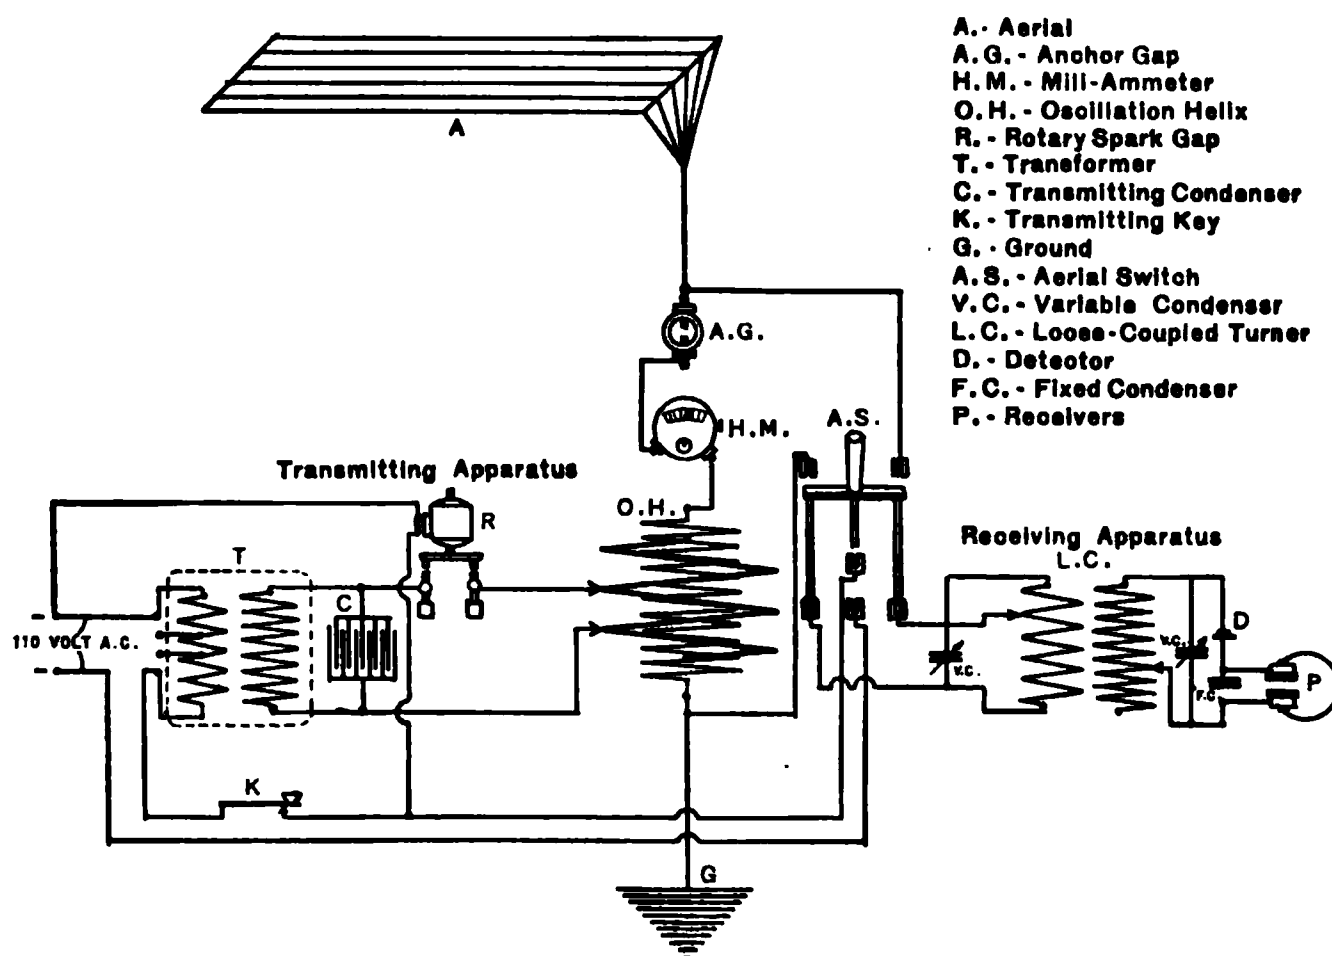 A.- Aerial
A.G.- Anchor Gap
H.M.- Mill-Ammeter
O.H.- Oscillation Helix
R.- Rotary Spark Gap
T.- Transformer
C.- Transmitting Condenser
K.- Transmitting Key
G.- Ground
A.S.- Aerial Switch
V.C.- Variable Condenser
L.C.- Loose-Coupled Turner
D.- Detector
F.C.- Fixed Condenser
P.- Receivers
A
A.G.
H.M.
A.S.
Transmitting Apparatus
O.H.
R
Receiving Apparatus
L.C.
T
C
110 VOLT A.C.
D
V.C.
V.C.
P
F.C
K
G